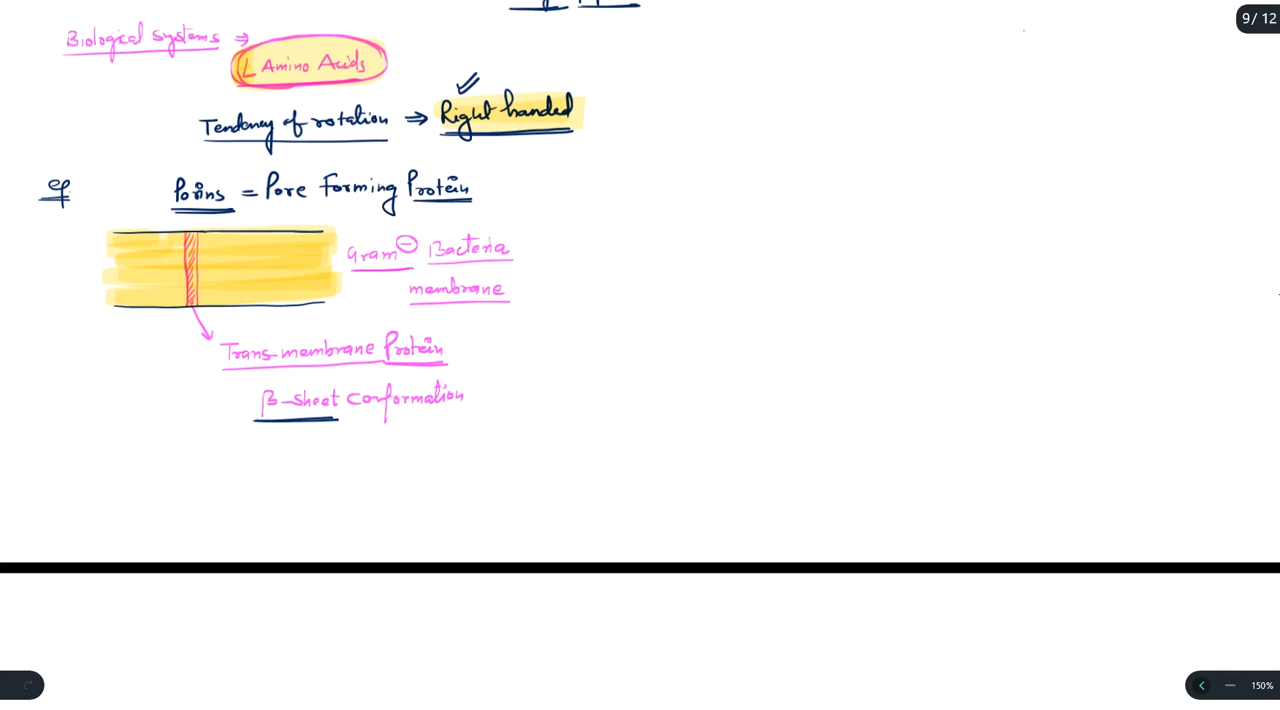 9/ 12
Biological systems ⇒
L Amino Acids
Tendency of rotation ⇒ Right handed
eg Porins = Pore Forming Protein
Gram ⊖ Bacteria
membrane
Trans-membrane Protein
β-sheet conformation
150%